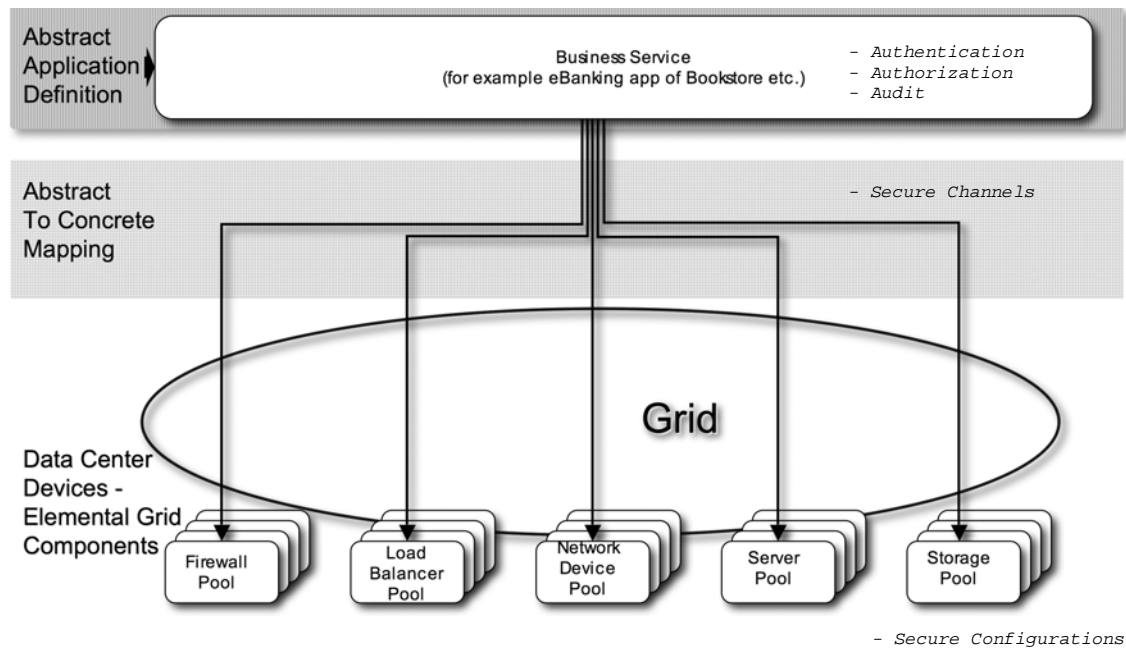 Abstract
Application
Definition
Business Service
(for example eBanking app of Bookstore etc.)
- Authentication
- Authorization
- Audit
Abstract
To Concrete
Mapping
- Secure Channels
Grid
Data Center
Devices -
Elemental Grid
Components
Firewall
Pool
Load
Balancer
Pool
Network
Device
Pool
Server
Pool
Storage
Pool
- Secure Configurations